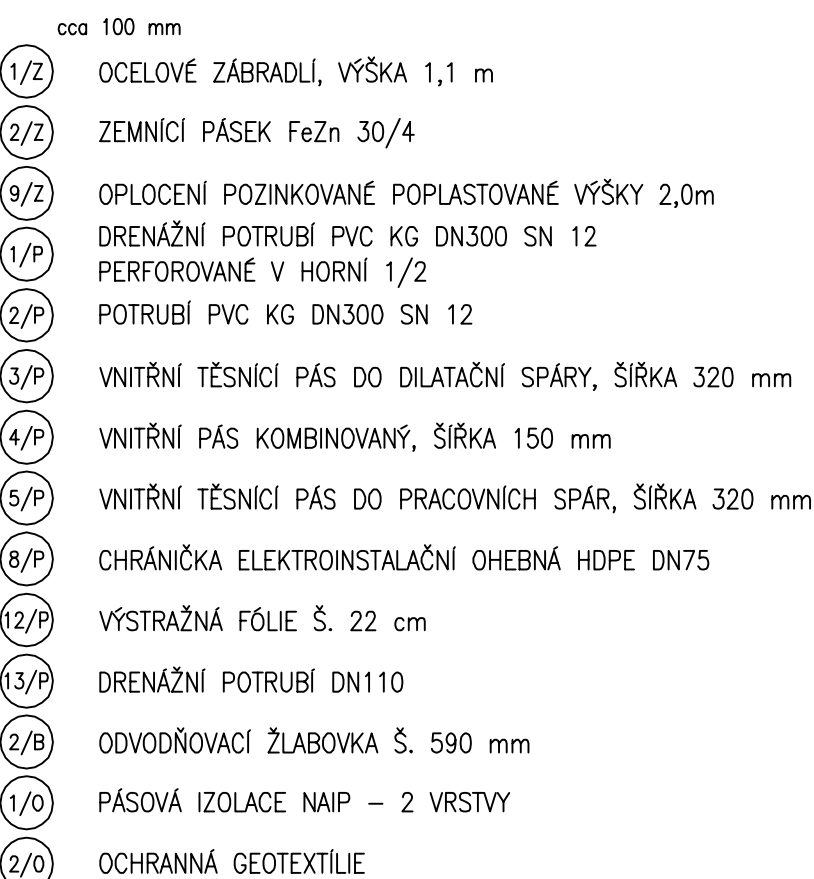 cca 100 mm
1/Z OCELOVÉ ZÁBRADLÍ, VÝŠKA 1,1 m
2/Z ZEMNÍCÍ PÁSEK FeZn 30/4
9/Z OPLOCENÍ POZINKOVANÉ POPLASTOVANÉ VÝŠKY 2,0m
1/P DRENÁŽNÍ POTRUBÍ PVC KG DN300 SN 12
PERFOROVANÉ V HORNÍ 1/2
2/P POTRUBÍ PVC KG DN300 SN 12
3/P VNITŘNÍ TĚSNÍCÍ PÁS DO DILATAČNÍ SPÁRY, ŠÍŘKA 320 mm
4/P VNITŘNÍ PÁS KOMBINOVANÝ, ŠÍŘKA 150 mm
5/P VNITŘNÍ TĚSNÍCÍ PÁS DO PRACOVNÍCH SPÁR, ŠÍŘKA 320 mm
8/P CHRÁNIČKA ELEKTROINSTALAČNÍ OHEBNÁ HDPE DN75
12/P VÝSTRAŽNÁ FÓLIE Š. 22 cm
13/P DRENÁŽNÍ POTRUBÍ DN110
2/B ODVODŇOVACÍ ŽLABOVKA Š. 590 mm
1/O PÁSOVÁ IZOLACE NAIP – 2 VRSTVY
2/O OCHRANNÁ GEOTEXTÍLIE